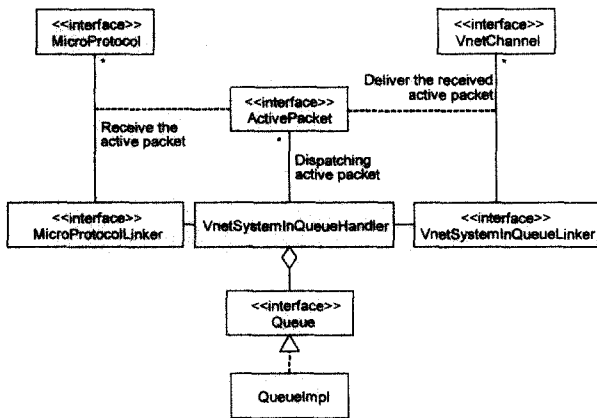 <<interface>>
MicroProtocol
*
<<interface>>
VnetChannel
*
Deliver the received
active packet
<<interface>>
ActivePacket
*
Receive the
active packet
Dispatching
active packet
<<interface>>
MicroProtocolLinker
VnetSystemInQueueHandler
<<interface>>
VnetSystemInQueueLinker
<<interface>>
Queue
QueueImpl